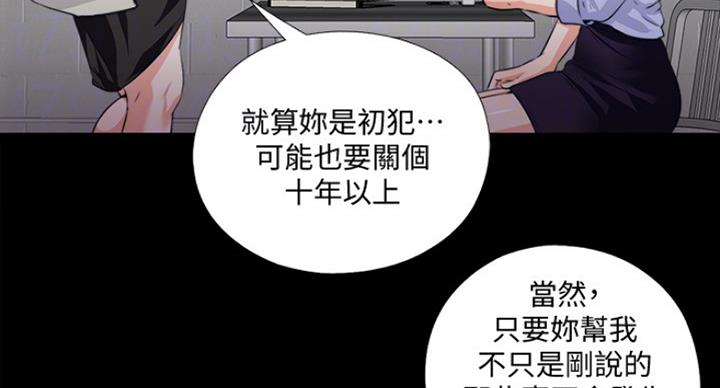 就算妳是初犯…
可能也要關個
十年以上
當然，
只要妳幫我
不只是剛說的